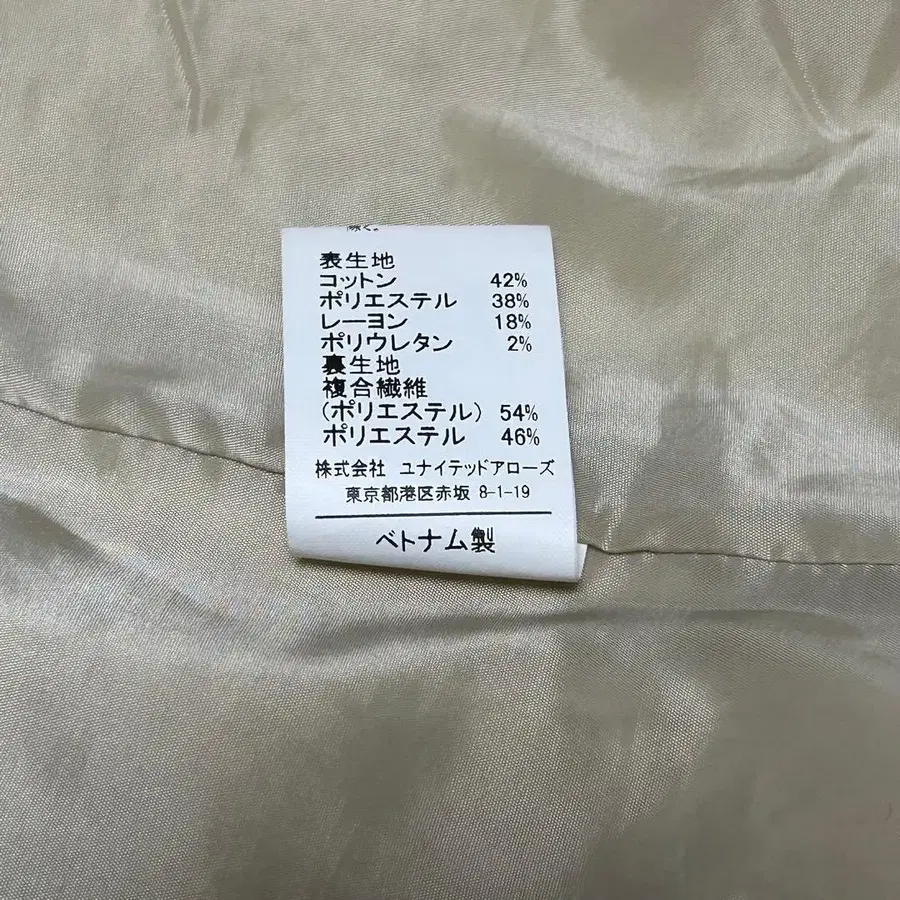 除く。
表生地
コットン 42%
ポリエステル 38%
レーヨン 18%
ポリウレタン 2%
裏生地
複合繊維
(ポリエステル) 54%
ポリエステル 46%
株式会社 ユナイテッドアローズ
東京都港区赤坂 8-1-19
ベトナム製